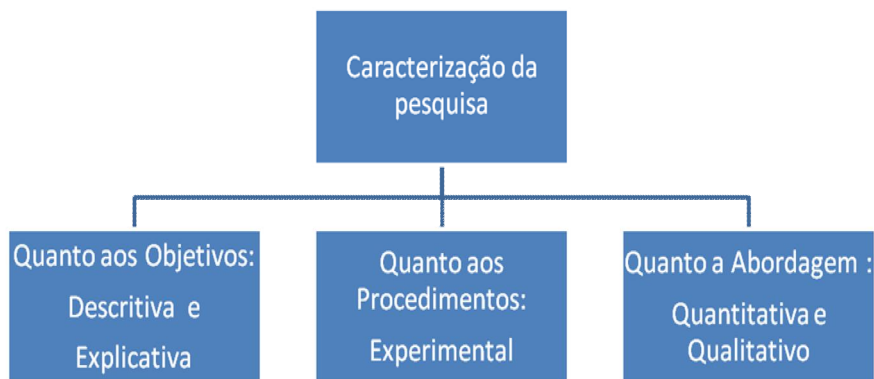 Caracterização da
pesquisa
Quanto aos Objetivos:
Descritiva e
Explicativa
Quanto aos
Procedimentos:
Experimental
Quanto a Abordagem :
Quantitativa e
Qualitativo